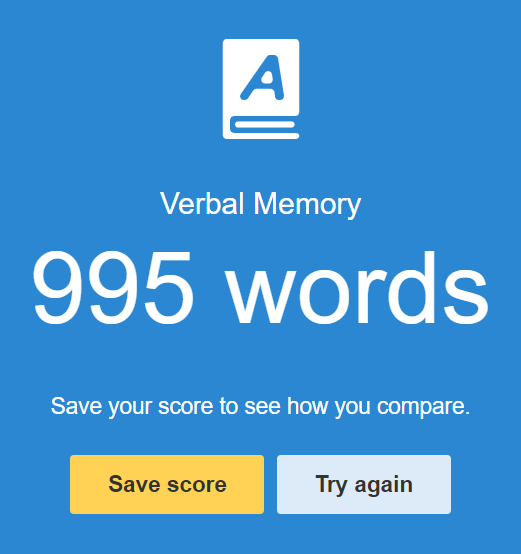 A
Verbal Memory
995 words
Save your score to see how you compare.
Save score
Try again